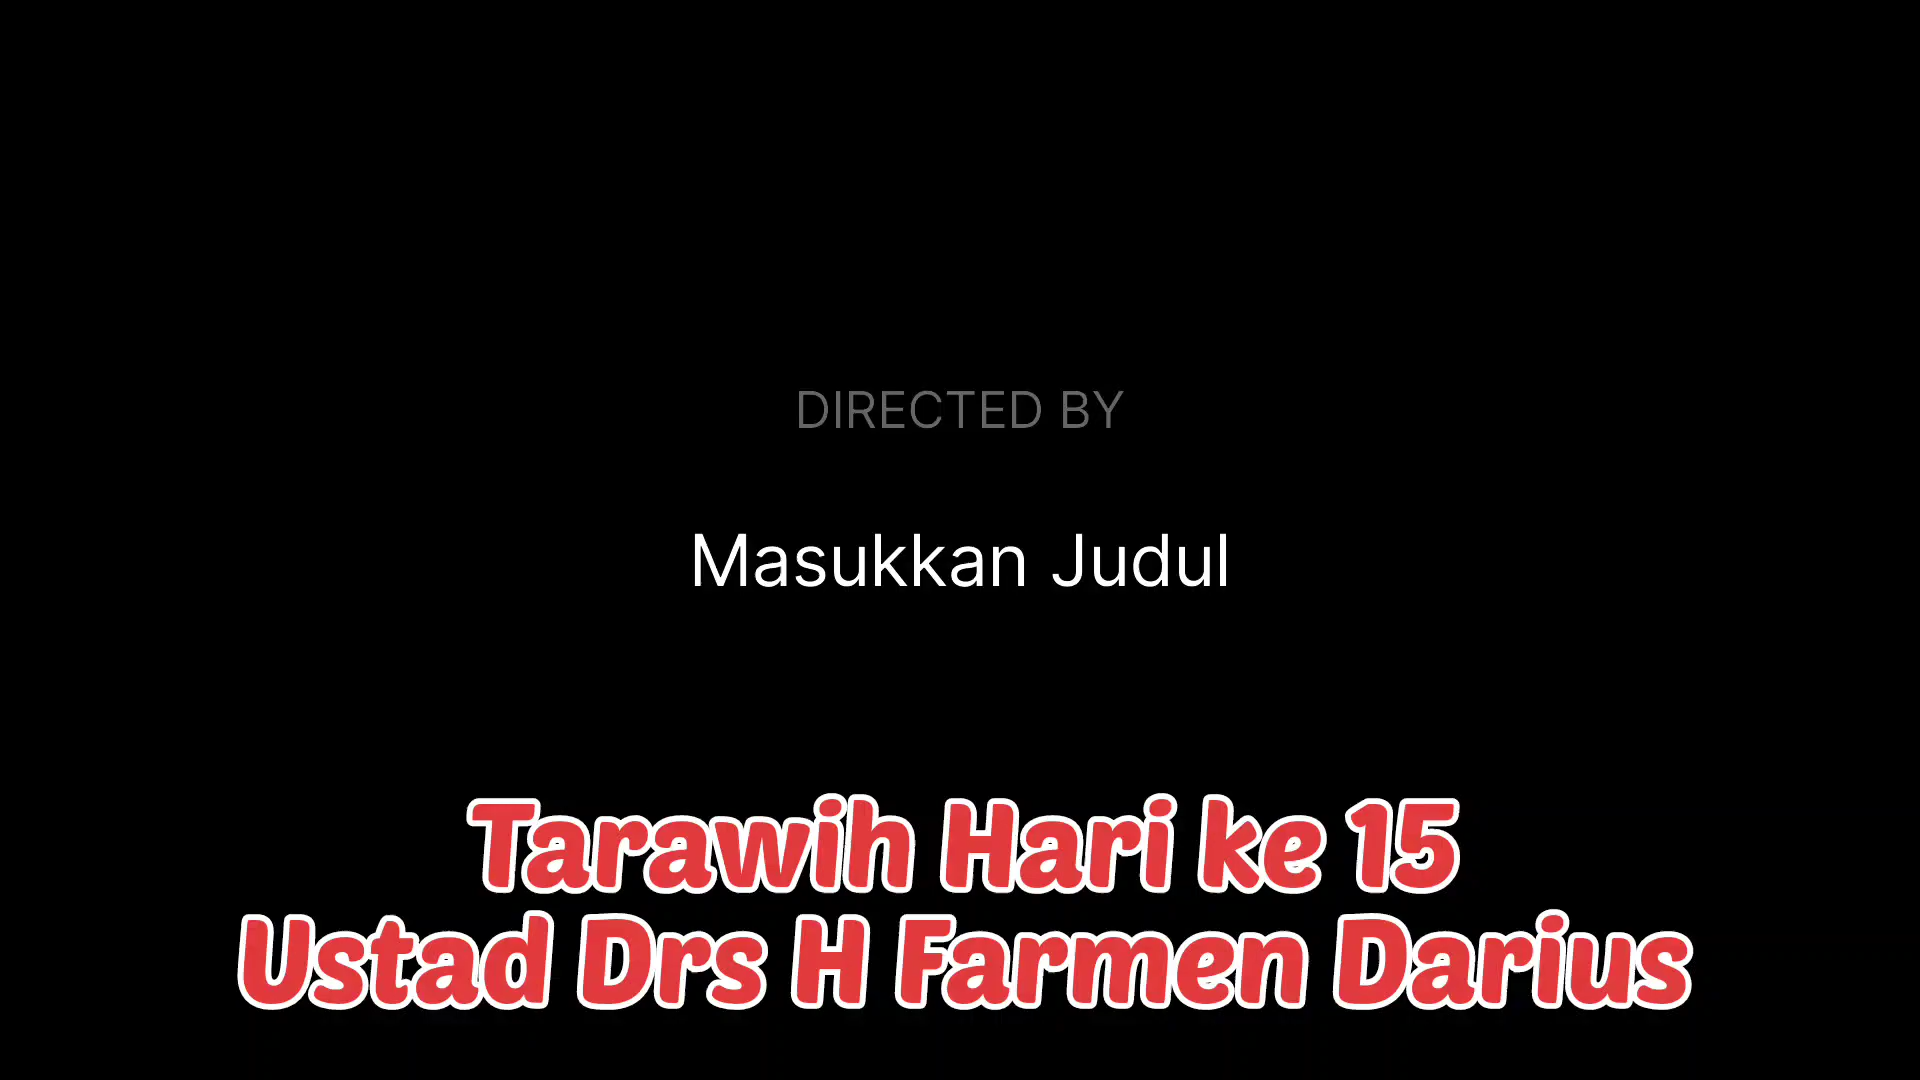 DIRECTED BY
Masukkan Judul
Tarawih Hari ke 15
Ustad Drs H Farmen Darius